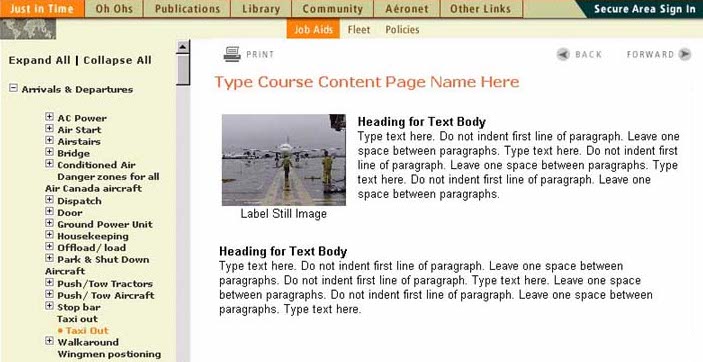 Just in Time Oh Ohs Publications Library Community Aéronet Other Links Secure Area Sign In
Job Aids Fleet Policies
Expand All | Collapse All
Arrivals & Departures
AC Power
Air Start
Airstairs
Bridge
Conditioned Air
Danger zones for all
Air Canada aircraft
Dispatch
Door
Ground Power Unit
Housekeeping
Offload/ load
Park & Shut Down
Aircraft
Push/Tow Tractors
Push/ Tow Aircraft
Stop bar
Taxi out
• Taxi Out
Walkaround
Wingmen postioning
PRINT BACK FORWARD
Type Course Content Page Name Here
Heading for Text Body
Type text here. Do not indent first line of paragraph. Leave one
space between paragraphs. Type text here. Do not indent first
line of paragraph. Leave one space between paragraphs. Type
text here. Do not indent first line of paragraph. Leave one
space between paragraphs.
Label Still Image
Heading for Text Body
Type text here. Do not indent first line of paragraph. Leave one space between
paragraphs. Do not indent first line of paragraph. Type text here. Leave one space
between paragraphs. Do not indent first line of paragraph. Leave one space between
paragraphs. Type text here.